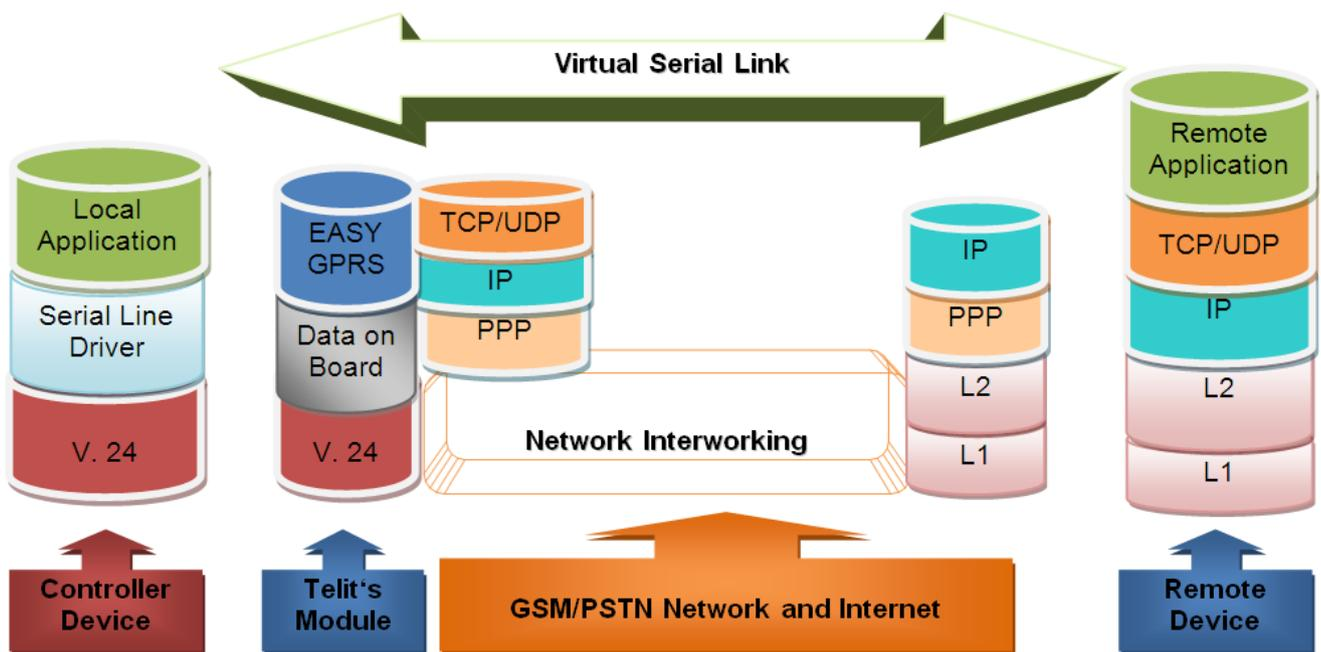 Virtual Serial Link
Local
Application
Serial Line
Driver
V. 24
EASY
GPRS
Data on
Board
V. 24
TCP/UDP
IP
PPP
Network Interworking
IP
PPP
L2
L1
Remote
Application
TCP/UDP
IP
L2
L1
Controller
Device
Telit‘s
Module
GSM/PSTN Network and Internet
Remote
Device